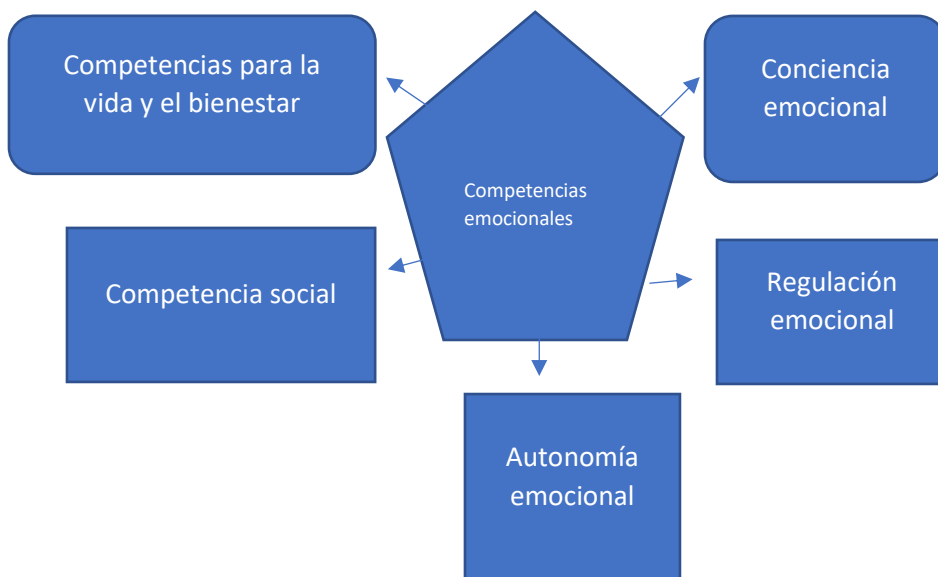 Competencias para la
vida y el bienestar
Conciencia
emocional
Competencias
emocionales
Competencia social
Regulación
emocional
Autonomía
emocional